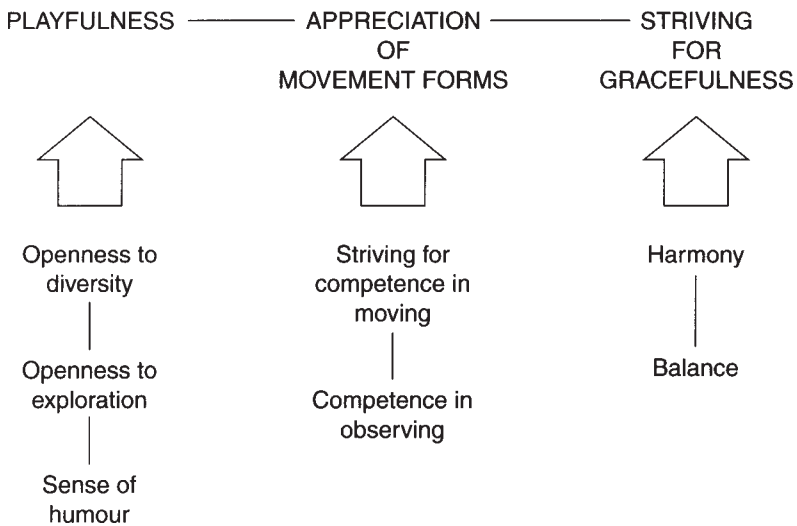 PLAYFULNESS
APPRECIATION
OF
MOVEMENT FORMS
STRIVING
FOR
GRACEFULNESS
Openness to
diversity
Openness to
exploration
Sense of
humour
Striving for
competence in
moving
Competence in
observing
Harmony
Balance